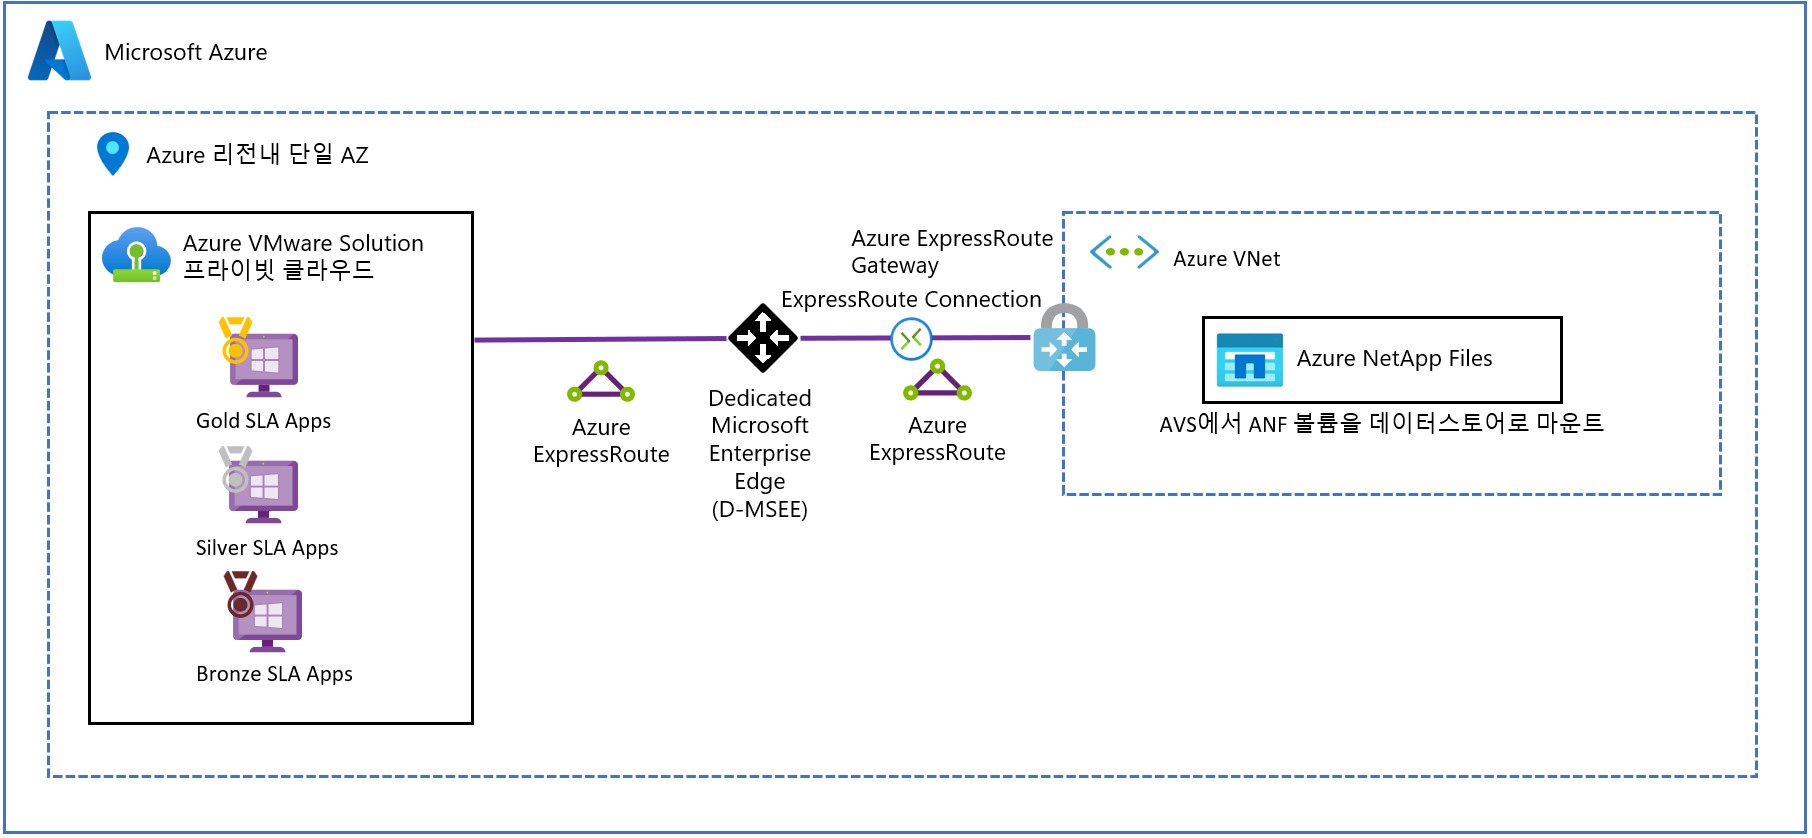 Microsoft Azure
Azure 리전내 단일 AZ
Azure VMware Solution
프라이빗 클라우드
Gold SLA Apps
Silver SLA Apps
Bronze SLA Apps
Azure
ExpressRoute
Dedicated
Microsoft
Enterprise
Edge
(D-MSEE)
Azure ExpressRoute
Gateway
ExpressRoute Connection
Azure
ExpressRoute
Azure VNet
Azure NetApp Files
AVS에서 ANF 볼륨을 데이터스토어로 마운트